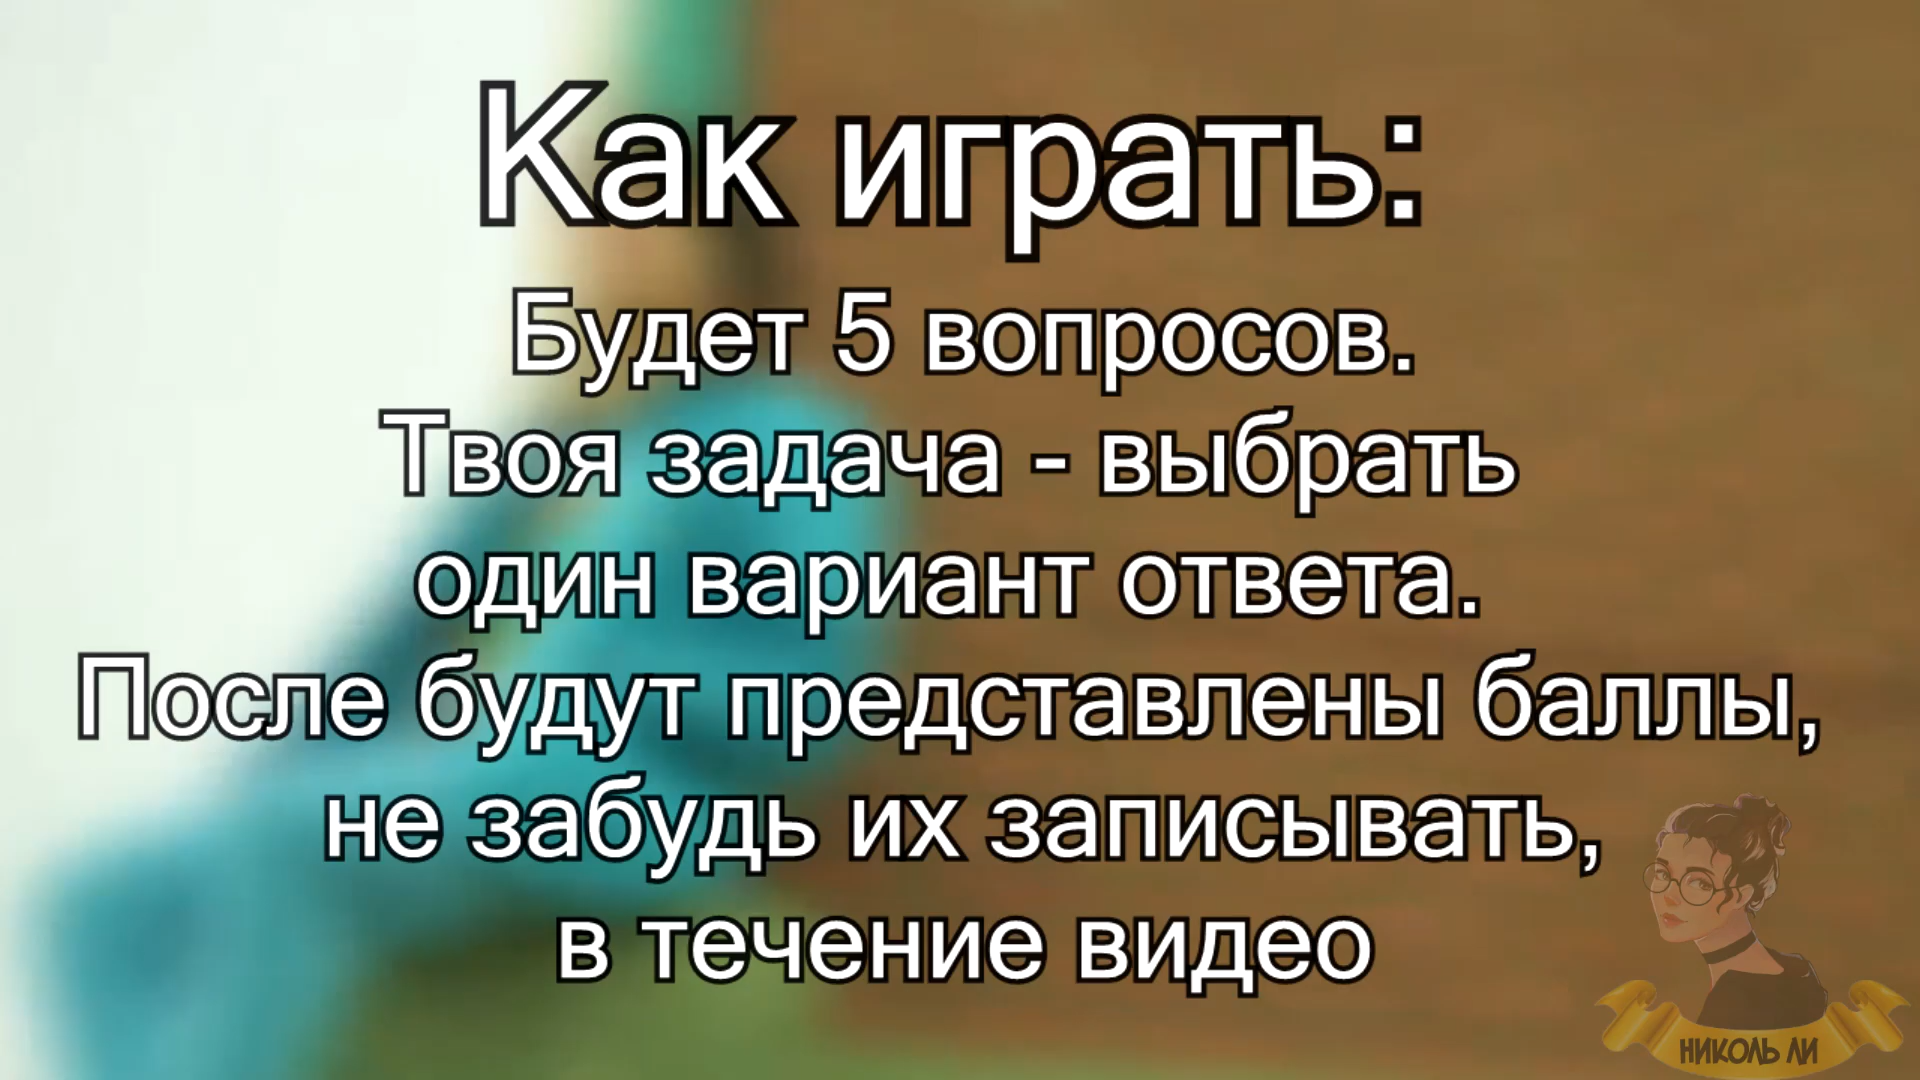 Как играть:
Будет 5 вопросов.
Твоя задача - выбрать
один вариант ответа.
После будут представлены баллы,
не забудь их записывать,
в течение видео
НИКОЛЬ ЛИ